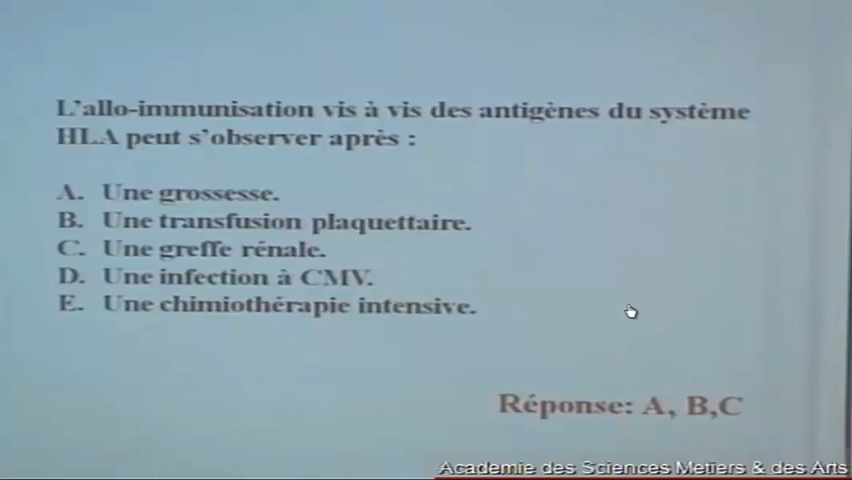 L'allo-immunisation vis à vis des antigènes du système
HLA peut s'observer après :
A. Une grossesse.
B. Une transfusion plaquettaire.
C. Une greffe rénale.
D. Une infection à CMV.
E. Une chimiothérapie intensive.
Réponse: A, B,C
Academie des Sciences Metiers & des Arts